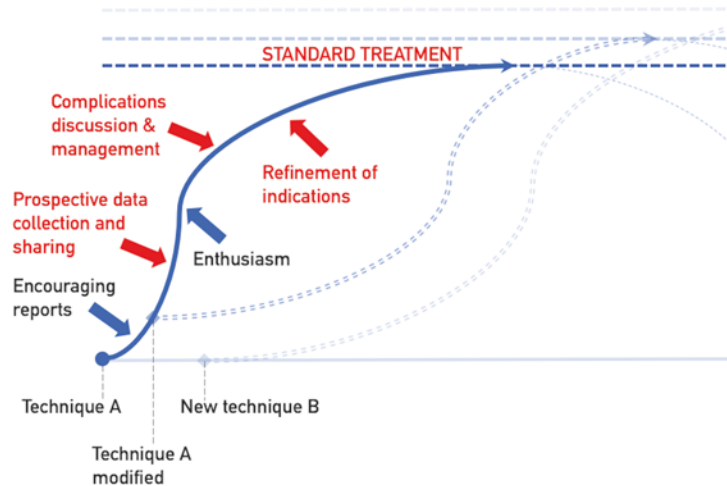 STANDARD TREATMENT
Complications
discussion &
management
Refinement of
indications
Prospective data
collection and
sharing
Enthusiasm
Encouraging
reports
Technique A
New technique B
Technique A
modified